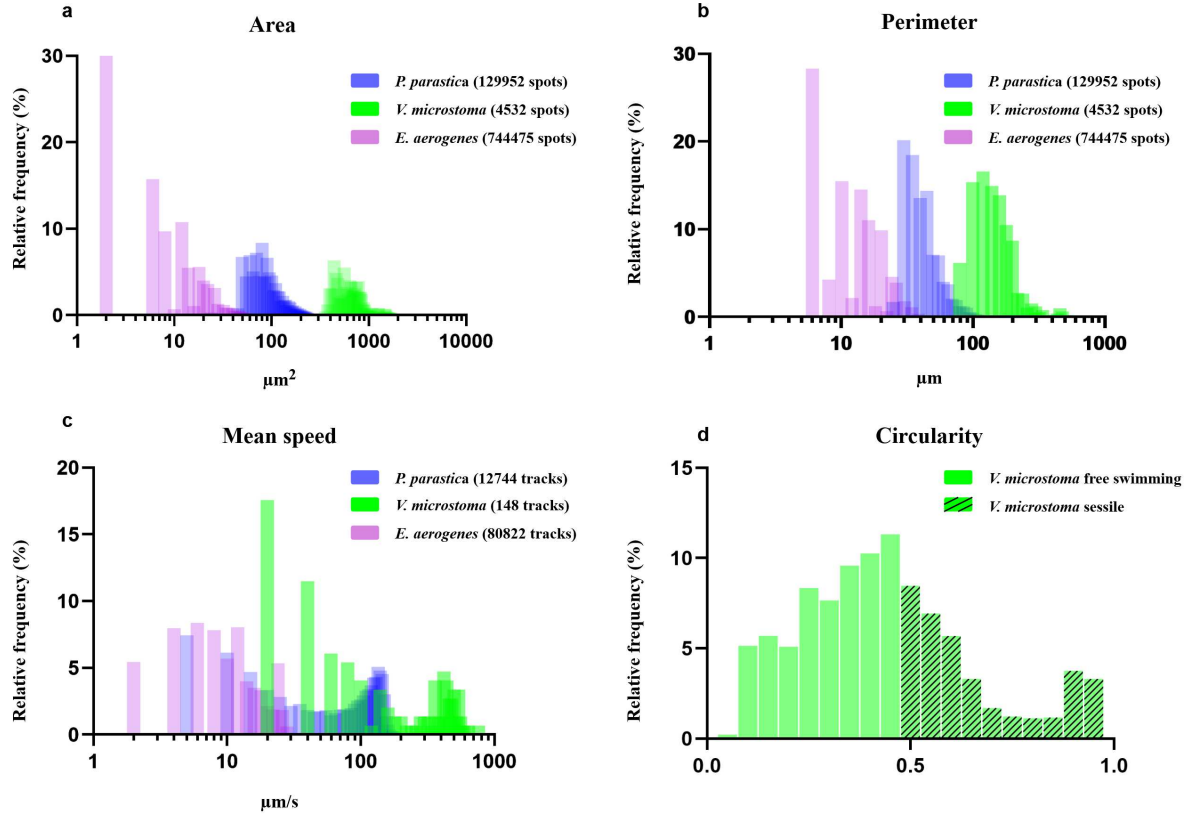 a
Area
Relative frequency (%)
30
20
10
0
1
10
100
1000
10000
µm2
P. parastica (129952 spots)
V. microstoma (4532 spots)
E. aerogenes (744475 spots)
b
Perimeter
Relative frequency (%)
30
20
10
0
1
10
100
1000
µm
P. parastica (129952 spots)
V. microstoma (4532 spots)
E. aerogenes (744475 spots)
c
Mean speed
Relative frequency (%)
20
15
10
5
0
1
10
100
1000
µm/s
P. parastica (12744 tracks)
V. microstoma (148 tracks)
E. aerogenes (80822 tracks)
d
Circularity
Relative frequency (%)
15
10
5
0
0.0
0.5
1.0
V. microstoma free swimming
V. microstoma sessile